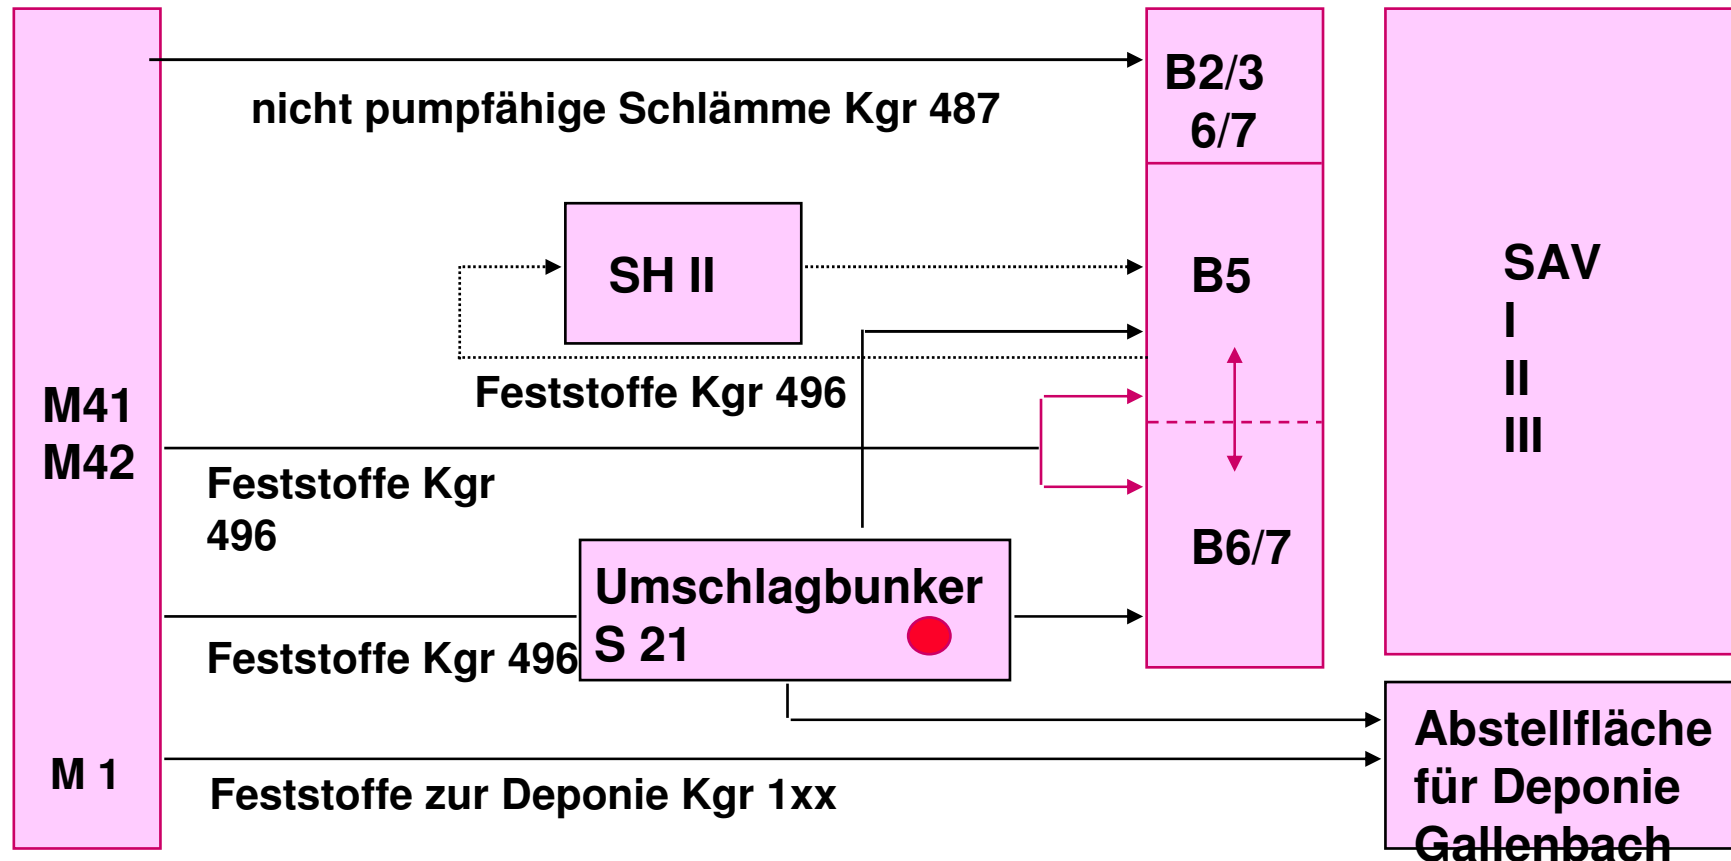 B2/3
6/7
nicht pumpfähige Schlämme Kgr 487
SH II
B5
SAV
I
II
III
M41
M42
Feststoffe Kgr 496
Feststoffe Kgr
496
B6/7
Umschlagbunker
S 21
Feststoffe Kgr 496
M 1
Feststoffe zur Deponie Kgr 1xx
Abstellfläche
für Deponie
Gallenbach